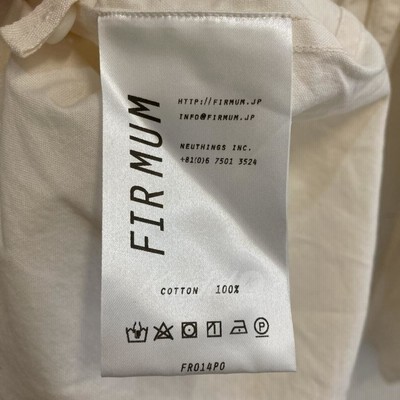 FIRMUM
HTTP://FIRMUM.JP
INFO@FIRMUM.JP
NEUTHINGS INC.
+81(0)6 7501 3524
COTTON 100%
P
FR014PO